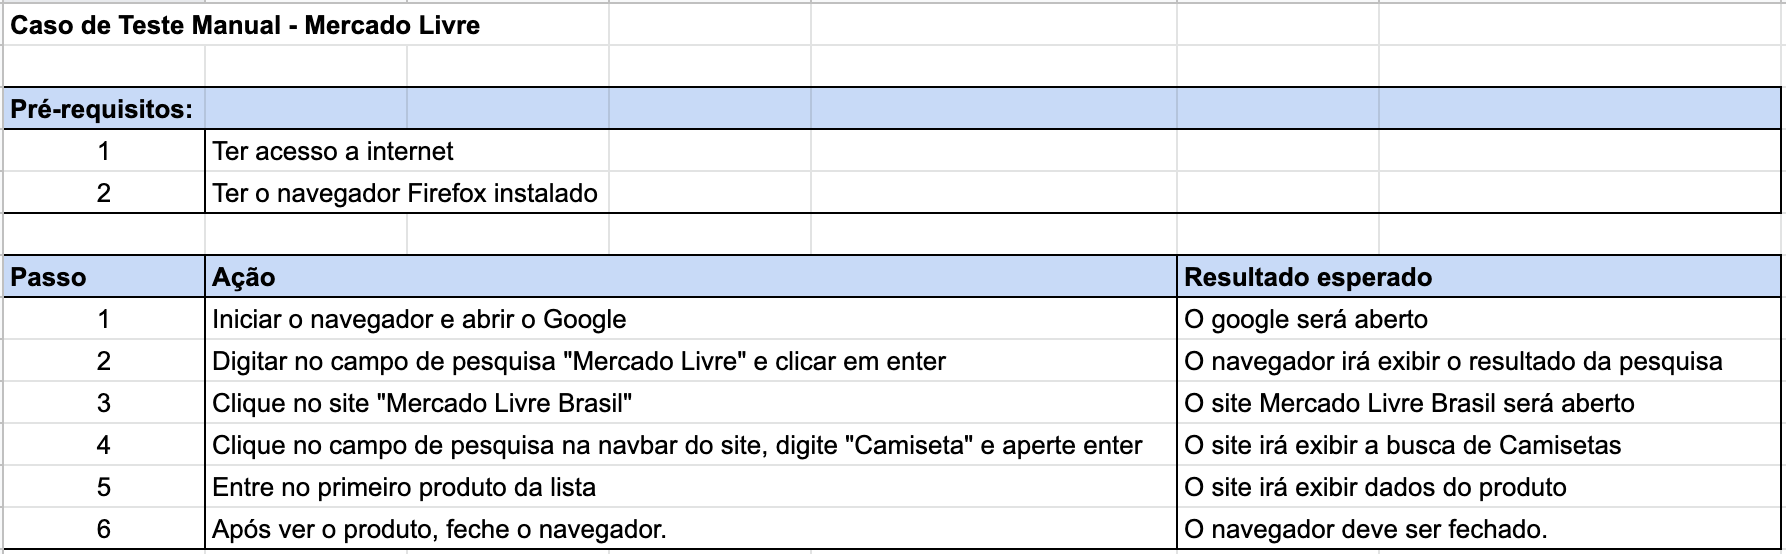 Caso de Teste Manual - Mercado Livre
Pré-requisitos:
1 Ter acesso a internet
2 Ter o navegador Firefox instalado
Passo Ação Resultado esperado
1 Iniciar o navegador e abrir o Google O google será aberto
2 Digitar no campo de pesquisa "Mercado Livre" e clicar em enter O navegador irá exibir o resultado da pesquisa
3 Clique no site "Mercado Livre Brasil" O site Mercado Livre Brasil será aberto
4 Clique no campo de pesquisa na navbar do site, digite "Camiseta" e aperte enter O site irá exibir a busca de Camisetas
5 Entre no primeiro produto da lista O site irá exibir dados do produto
6 Após ver o produto, feche o navegador. O navegador deve ser fechado.